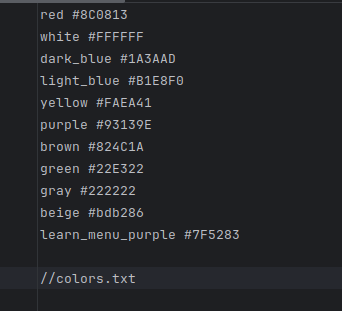 red #8C0813
white #FFFFFF
dark_blue #1A3AAD
light_blue #B1E8F0
yellow #FAEA41
purple #93139E
brown #824C1A
green #22E322
gray #222222
beige #bdb286
learn_menu_purple #7F5283
//colors.txt